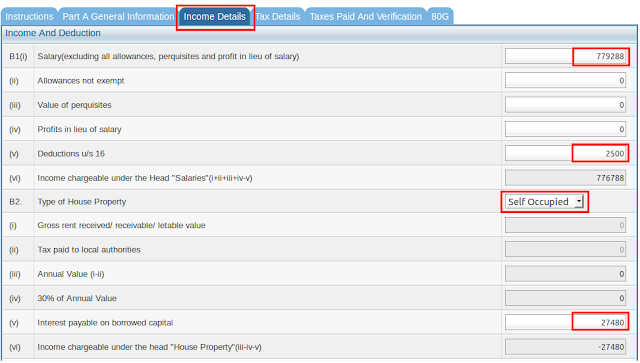 Instructions Part A General Information Income Details Tax Details Taxes Paid And Verification 80G
Income And Deduction
B1(i) Salary(excluding all allowances, perquisites and profit in lieu of salary) 779288
(ii) Allowances not exempt 0
(iii) Value of perquisites 0
(iv) Profits in lieu of salary 0
(v) Deductions u/s 16 2500
(vi) Income chargeable under the Head "Salaries"(i+ii+iii+iv-v) 776788
B2. Type of House Property Self Occupied
(i) Gross rent received/ receivable/ letable value 0
(ii) Tax paid to local authorities 0
(iii) Annual Value (i-ii) 0
(iv) 30% of Annual Value 0
(v) Interest payable on borrowed capital 27480
(vi) Income chargeable under the head "House Property"(iii-iv-v) -27480